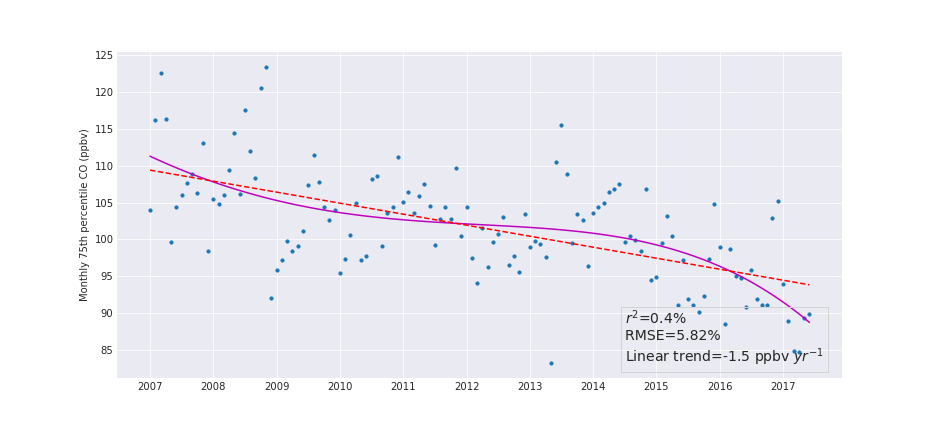 125
120
115
110
105
100
95
90
85
Monthly 75th percentile CO (ppbv)
r²=0.4%
RMSE=5.82%
Linear trend=-1.5 ppbv yr⁻¹
2007 2008 2009 2010 2011 2012 2013 2014 2015 2016 2017